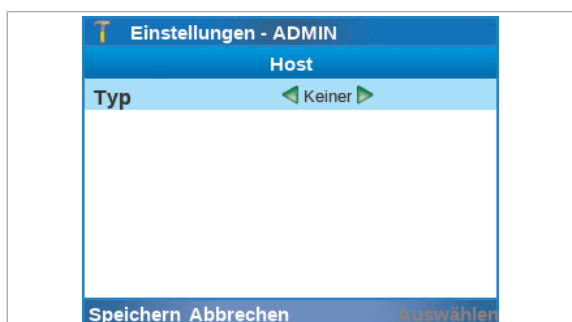 Einstellungen - ADMIN
Host
Typ Keiner
Speichern Abbrechen Auswählen